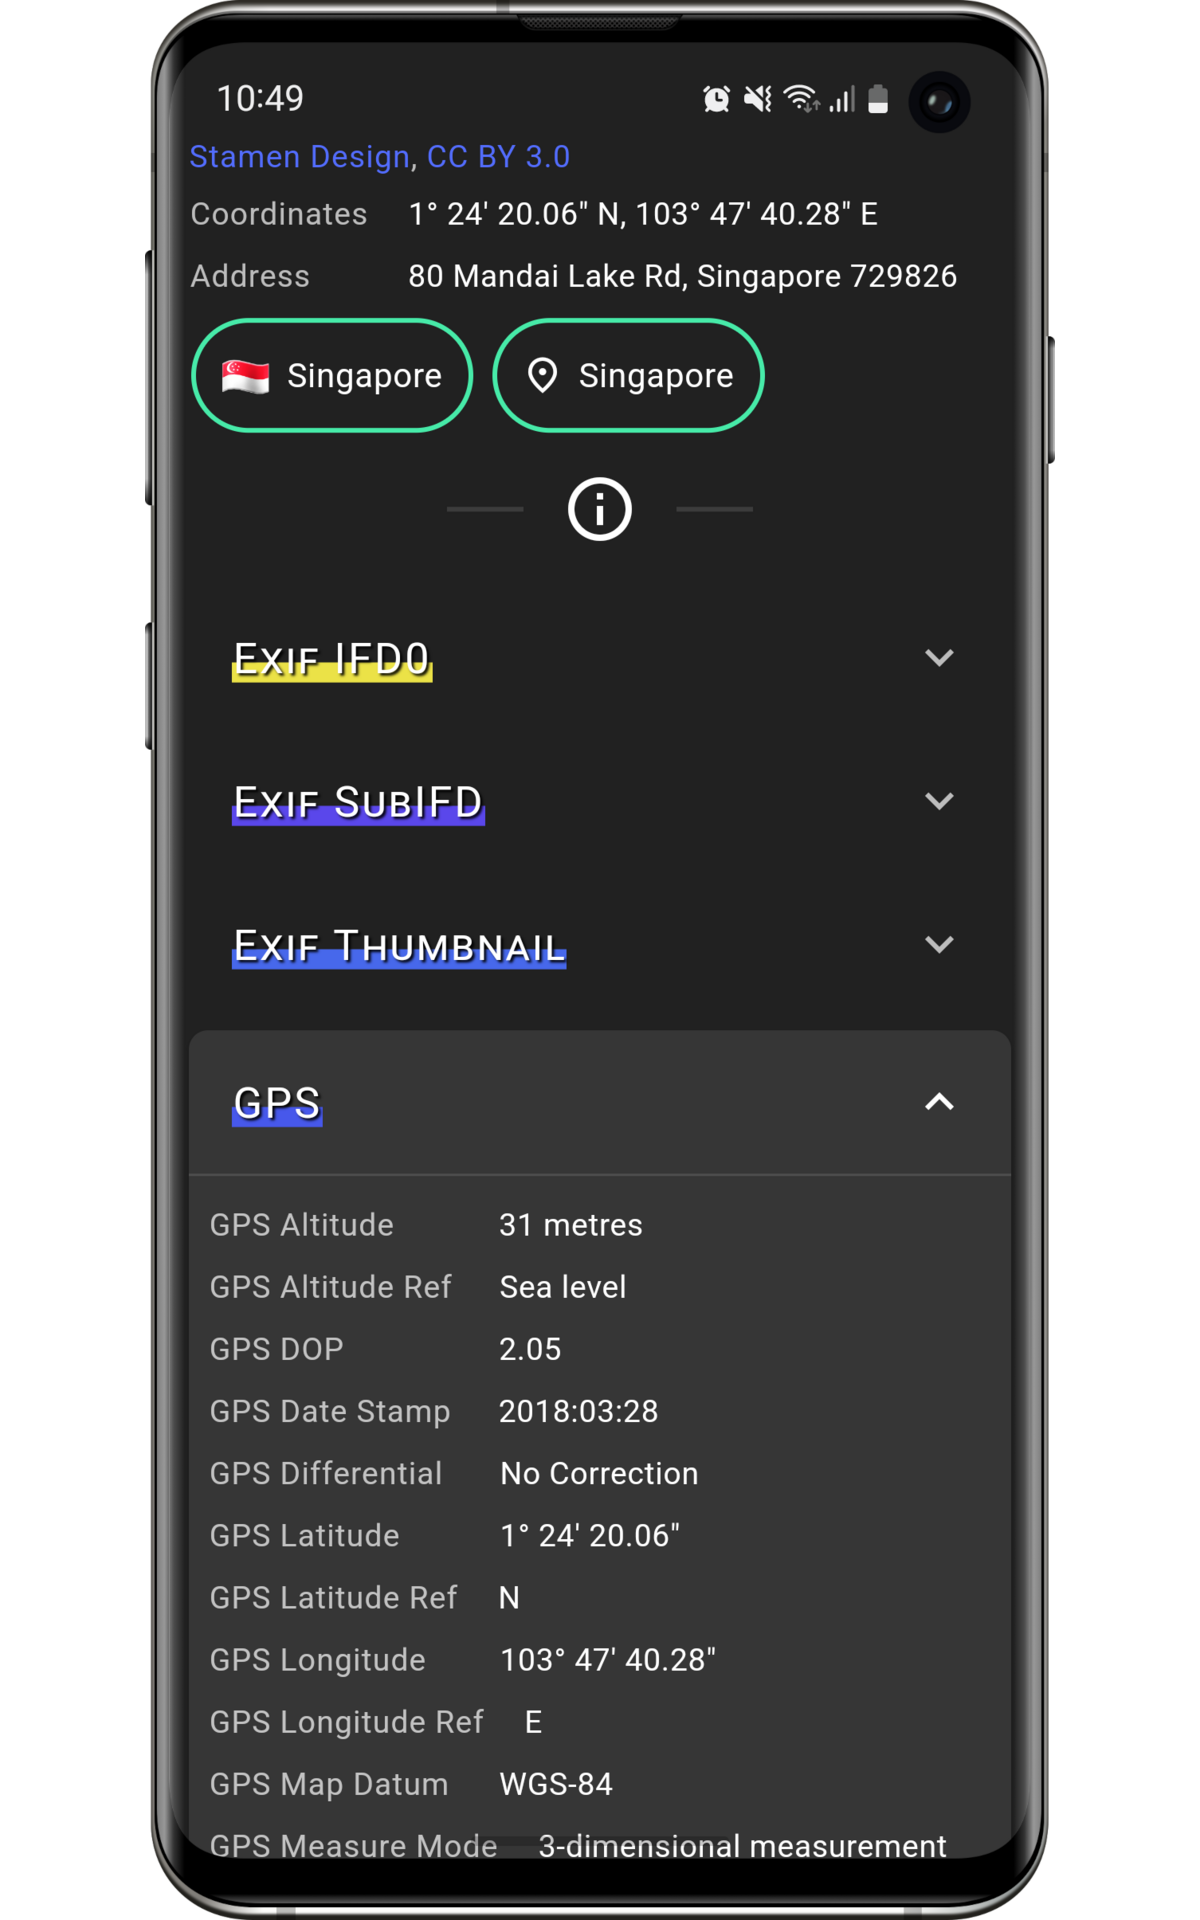 10:49
Stamen Design, CC BY 3.0
Coordinates 1° 24' 20.06" N, 103° 47' 40.28" E
Address 80 Mandai Lake Rd, Singapore 729826
Singapore Singapore
Exif IFD0
Exif SubIFD
Exif Thumbnail
GPS
GPS Altitude 31 metres
GPS Altitude Ref Sea level
GPS DOP 2.05
GPS Date Stamp 2018:03:28
GPS Differential No Correction
GPS Latitude 1° 24' 20.06"
GPS Latitude Ref N
GPS Longitude 103° 47' 40.28"
GPS Longitude Ref E
GPS Map Datum WGS-84
GPS Measure Mode 3-dimensional measurement